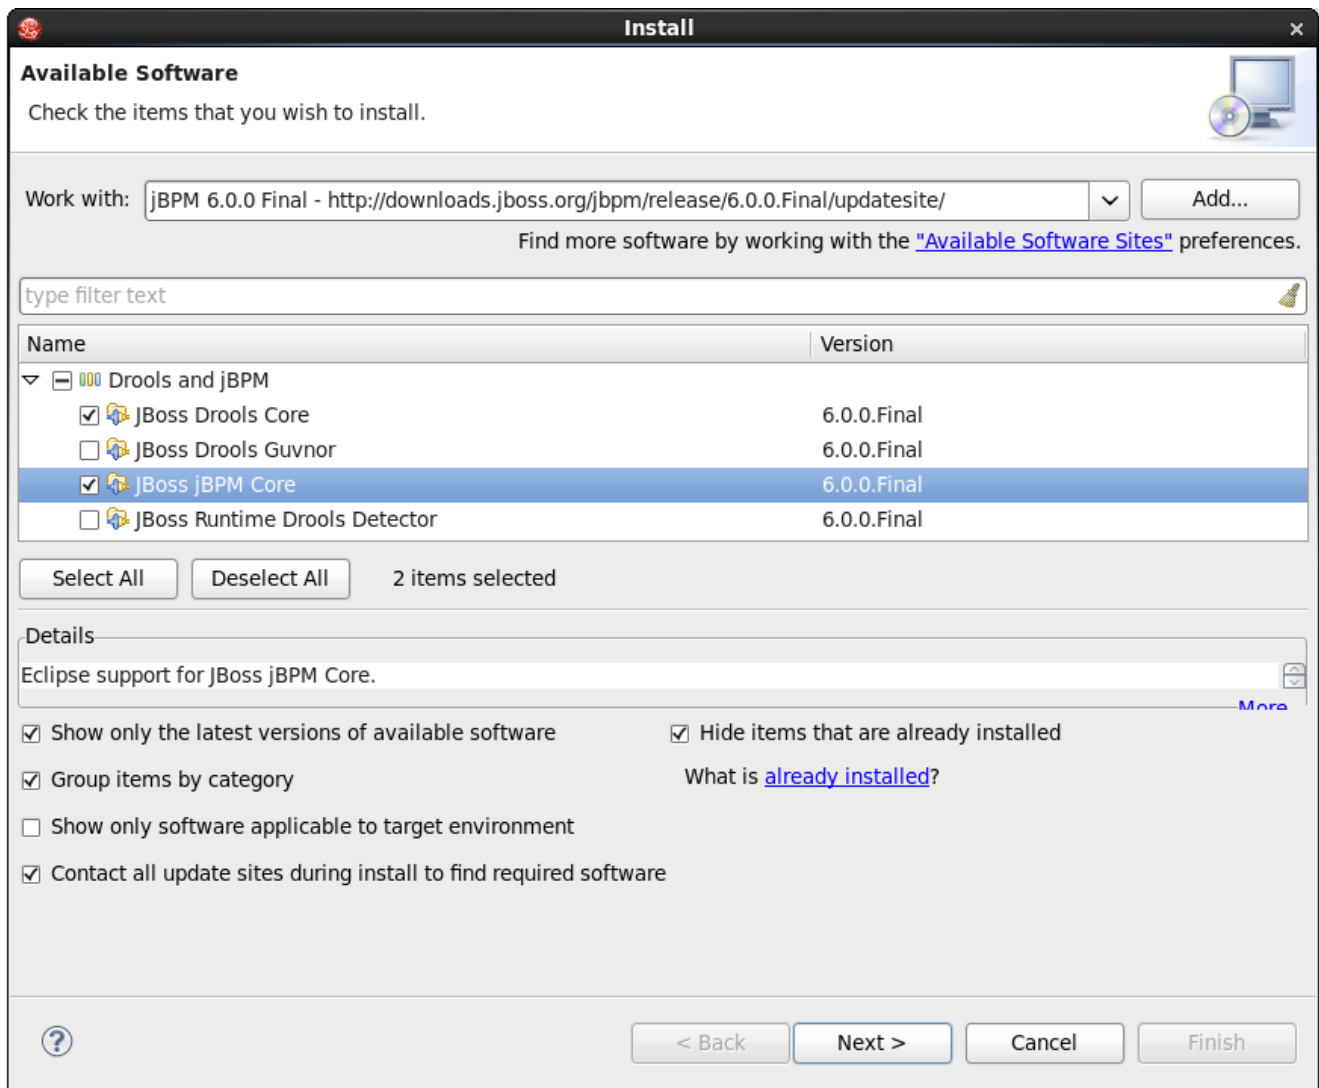 Install
Available Software
Check the items that you wish to install.
Work with: jBPM 6.0.0 Final - http://downloads.jboss.org/jbpm/release/6.0.0.Final/updatesite/ Add...
Find more software by working with the "Available Software Sites" preferences.
type filter text
Name Version
Drools and jBPM
JBoss Drools Core 6.0.0.Final
JBoss Drools Guvnor 6.0.0.Final
JBoss jBPM Core 6.0.0.Final
JBoss Runtime Drools Detector 6.0.0.Final
Select All Deselect All 2 items selected
Details
Eclipse support for JBoss jBPM Core.
More
Show only the latest versions of available software Hide items that are already installed
Group items by category What is already installed?
Show only software applicable to target environment
Contact all update sites during install to find required software
? < Back Next > Cancel Finish